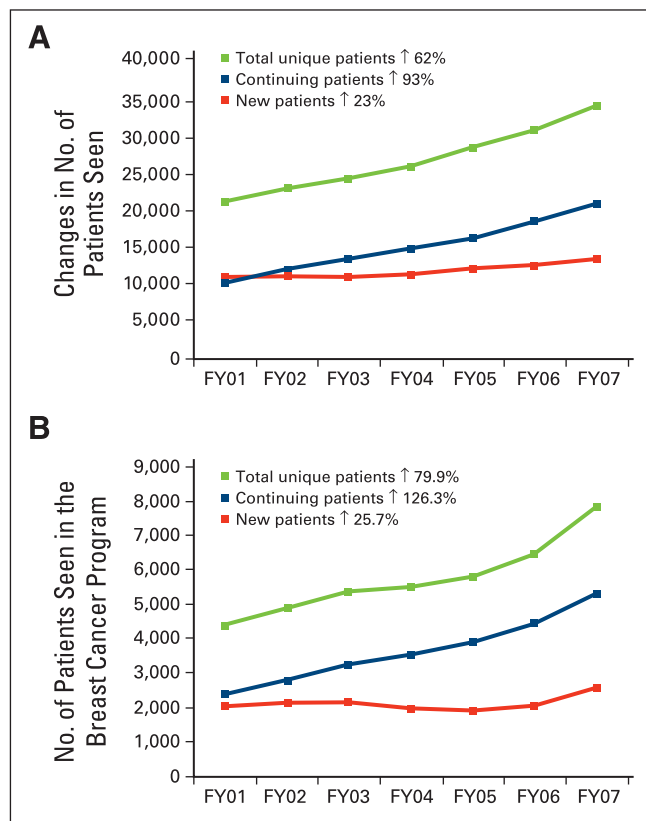 A
40,000
35,000
30,000
25,000
20,000
15,000
10,000
5,000
0
Changes in No. of
Patients Seen
Total unique patients ↑ 62%
Continuing patients ↑ 93%
New patients ↑ 23%
FY01 FY02 FY03 FY04 FY05 FY06 FY07
B
9,000
8,000
7,000
6,000
5,000
4,000
3,000
2,000
1,000
0
No. of Patients Seen in the
Breast Cancer Program
Total unique patients ↑ 79.9%
Continuing patients ↑ 126.3%
New patients ↑ 25.7%
FY01 FY02 FY03 FY04 FY05 FY06 FY07